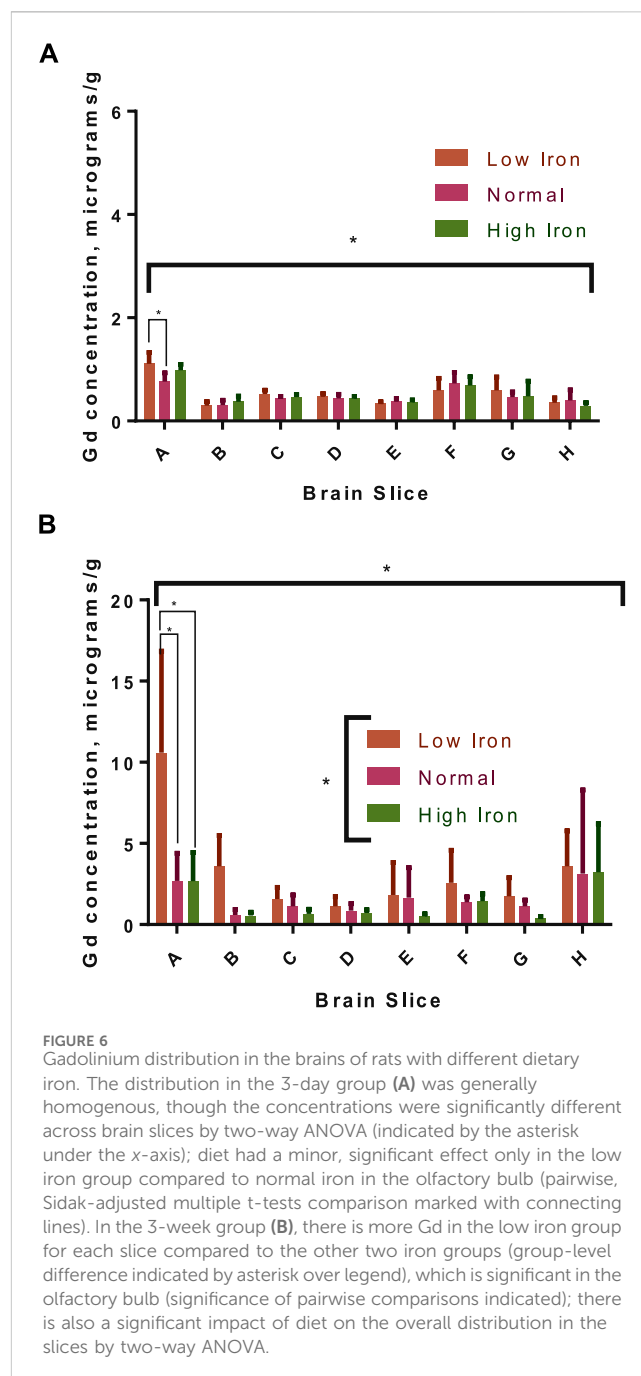 A
Gd concentration, micrograms/g
6
4
2
0
Low Iron
Normal
High Iron
*
*
A B C D E F G H
Brain Slice
B
Gd concentration, micrograms/g
20
15
10
5
0
*
*
*
Low Iron
Normal
High Iron
*
A B C D E F G H
Brain Slice
FIGURE 6
Gadolinium distribution in the brains of rats with different dietary
iron. The distribution in the 3-day group (A) was generally
homogenous, though the concentrations were significantly different
across brain slices by two-way ANOVA (indicated by the asterisk
under the x-axis); diet had a minor, significant effect only in the low
iron group compared to normal iron in the olfactory bulb (pairwise,
Sidak-adjusted multiple t-tests comparison marked with connecting
lines). In the 3-week group (B), there is more Gd in the low iron group
for each slice compared to the other two iron groups (group-level
difference indicated by asterisk over legend), which is significant in the
olfactory bulb (significance of pairwise comparisons indicated); there
is also a significant impact of diet on the overall distribution in the
slices by two-way ANOVA.